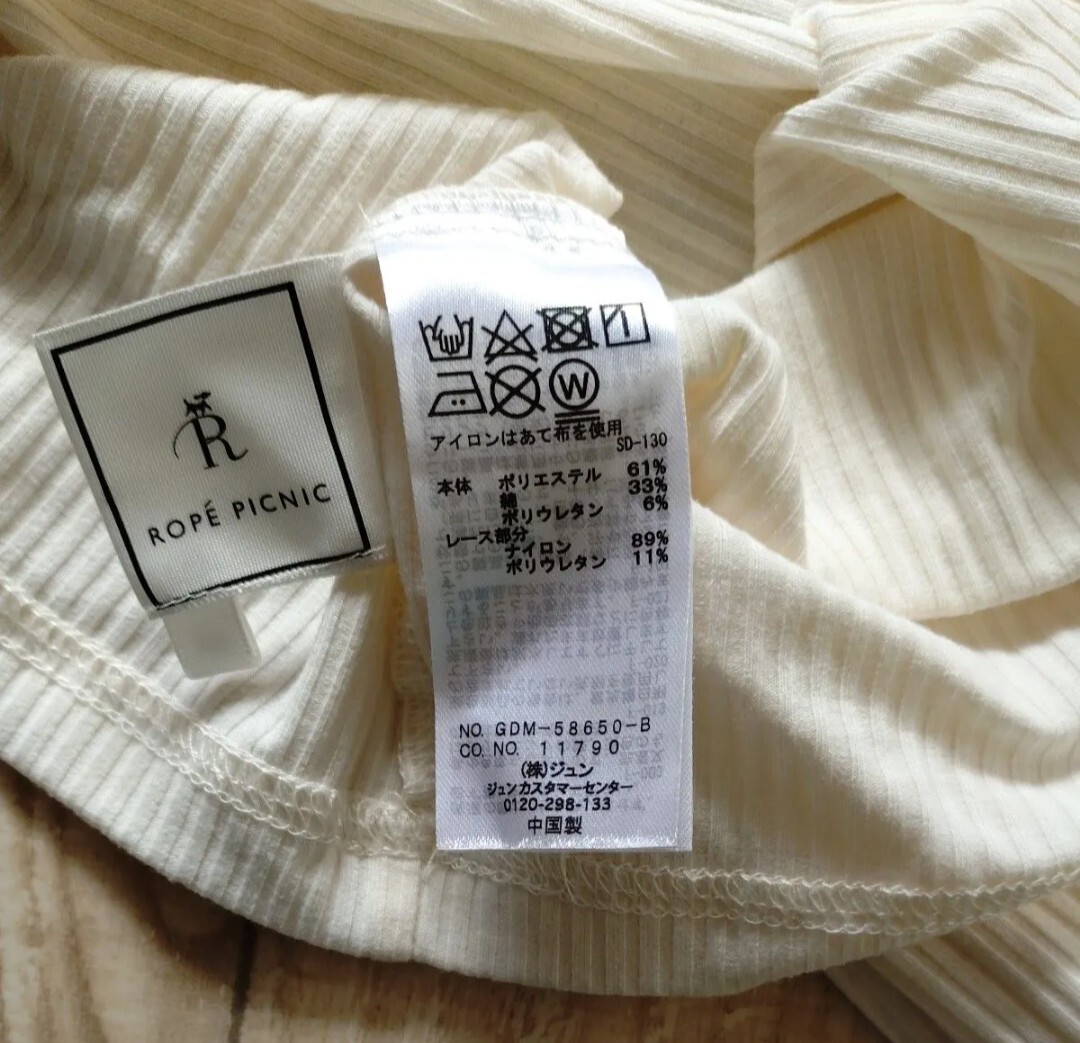 R
ROPÉ PICNIC
W
アイロンはあて布を使用
SD-130
本体 ポリエステル 61%
綿 33%
ポリウレタン 6%
レース部分
ナイロン 89%
ポリウレタン 11%
NO. GDM-58650-B
CO. NO. 11790
(株)ジュン
ジュンカスタマーセンター
0120-298-133
中国製